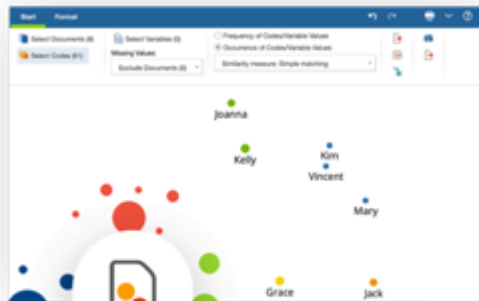 Start Format
Select Documents (6)
Select Codes (61)
Select Variables (0)
Missing Values:
Exclude Documents (0)
Frequency of Codes/Variable Values
Occurrence of Codes/Variable Values
Similarity measure: Simple matching
Joanna
Kelly
Kim
Vincent
Mary
Grace
Jack